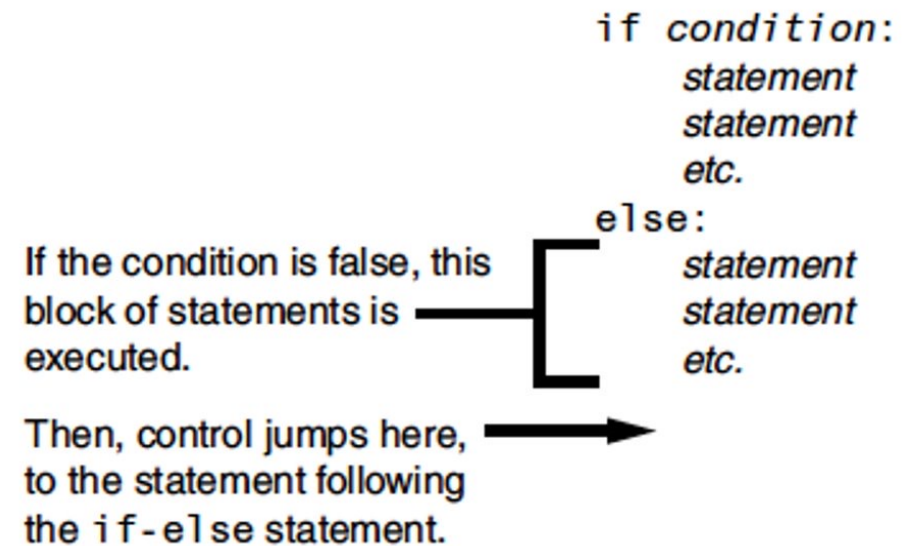 if condition:
statement
statement
etc.
else:
statement
statement
etc.
If the condition is false, this
block of statements is
executed.
Then, control jumps here,
to the statement following
the if-else statement.